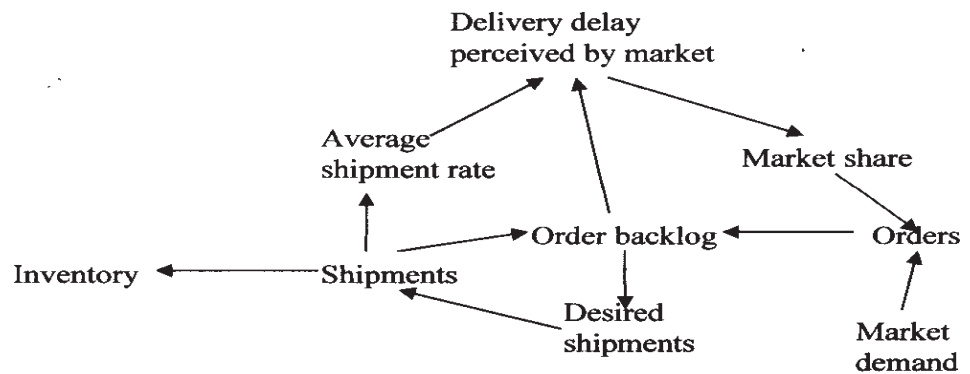 Delivery delay
perceived by market
Average
shipment rate
Market share
Order backlog
Orders
Inventory
Shipments
Desired
shipments
Market
demand